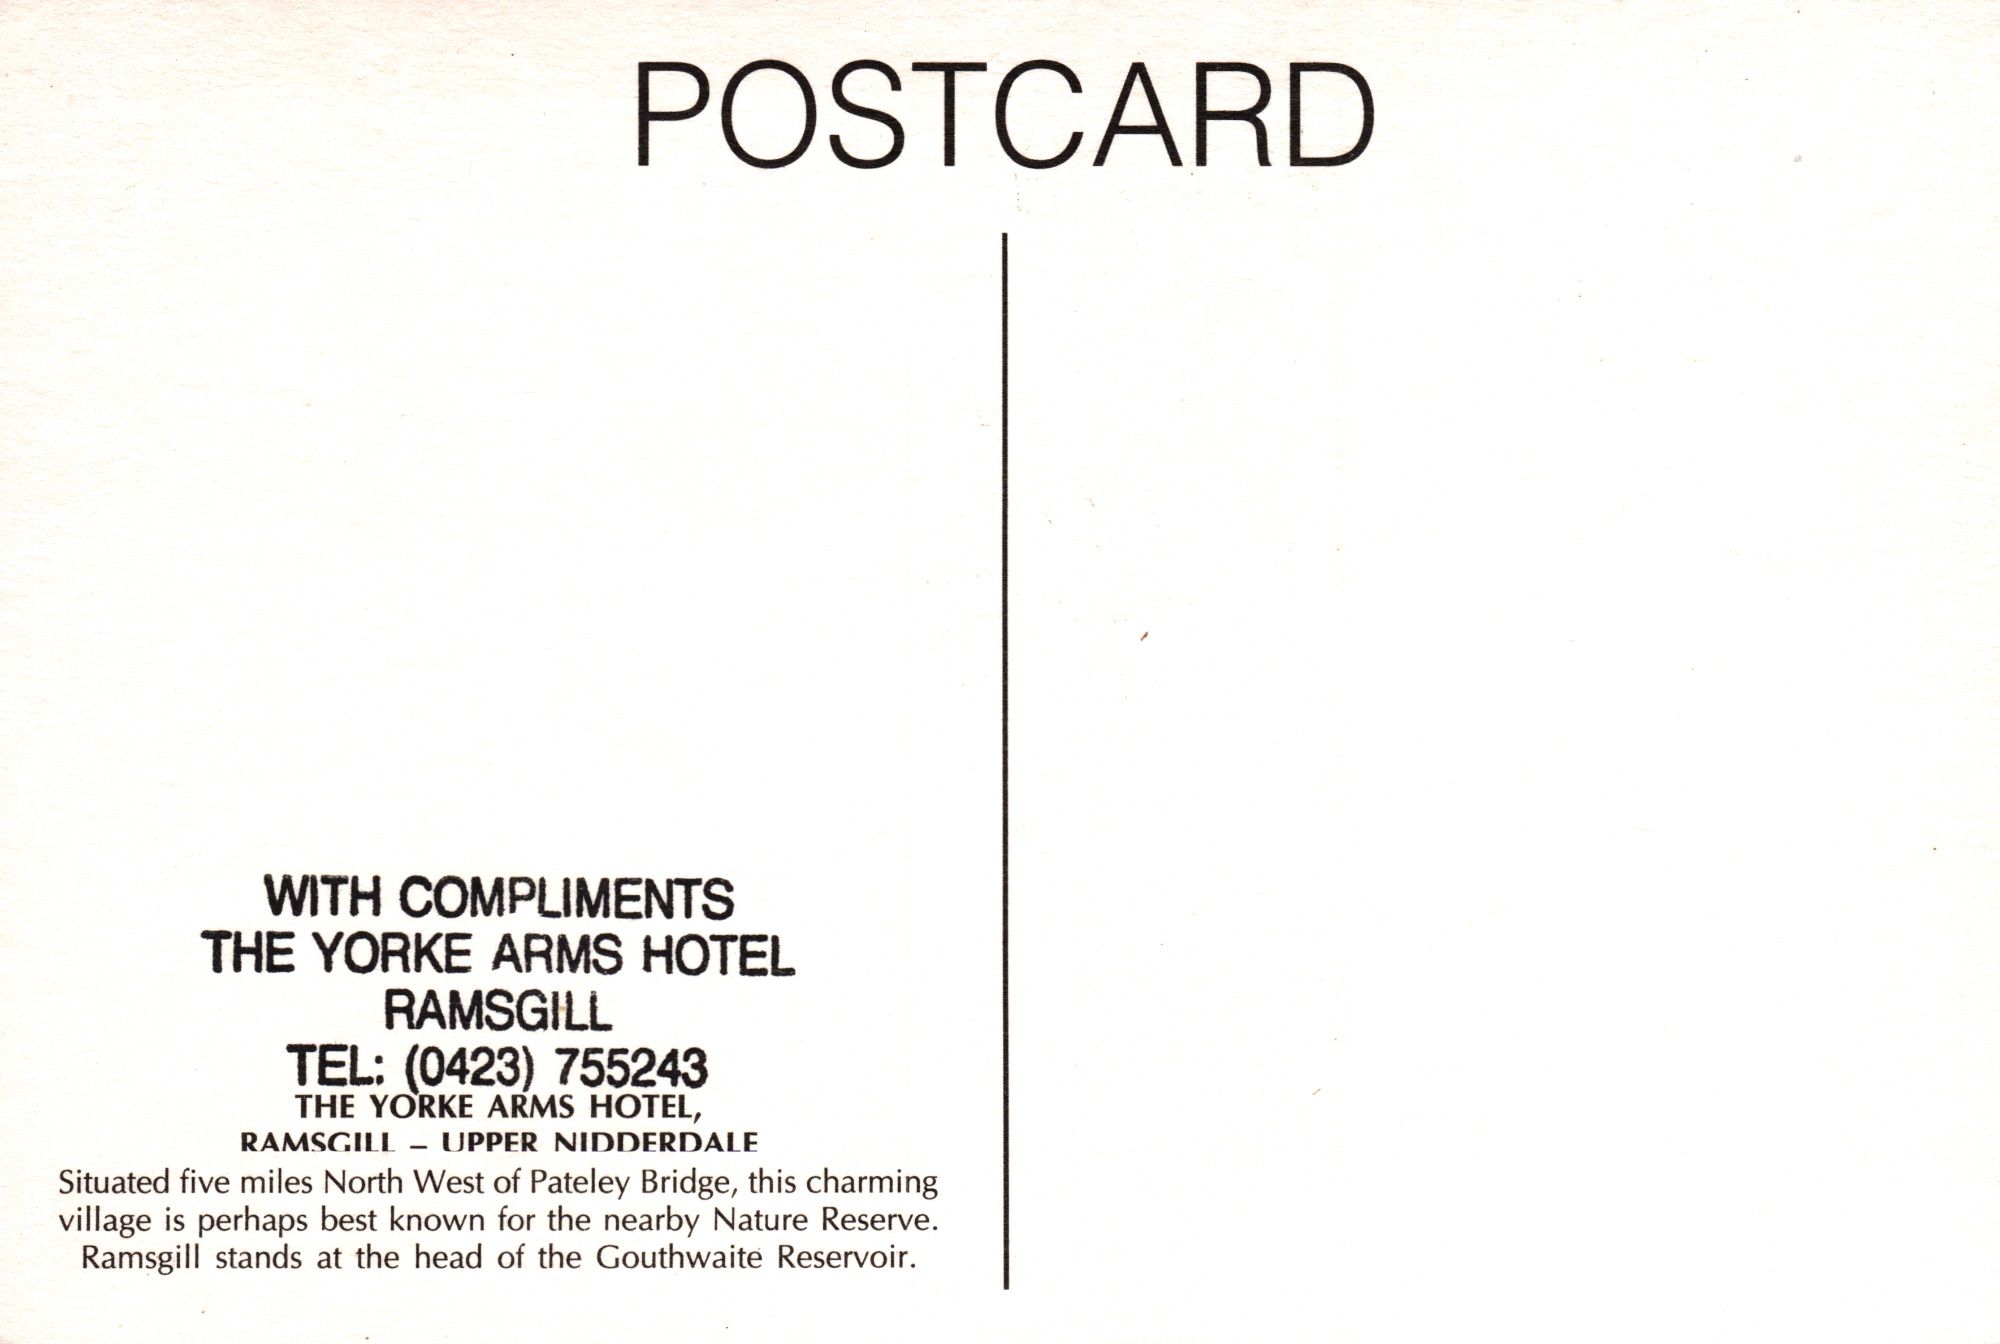 POSTCARD
WITH COMPLIMENTS
THE YORKE ARMS HOTEL
RAMSGILL
TEL: (0423) 755243
THE YORKE ARMS HOTEL,
RAMSGILL – UPPER NIDDERDALE
Situated five miles North West of Pateley Bridge, this charming
village is perhaps best known for the nearby Nature Reserve.
Ramsgill stands at the head of the Gouthwaite Reservoir.